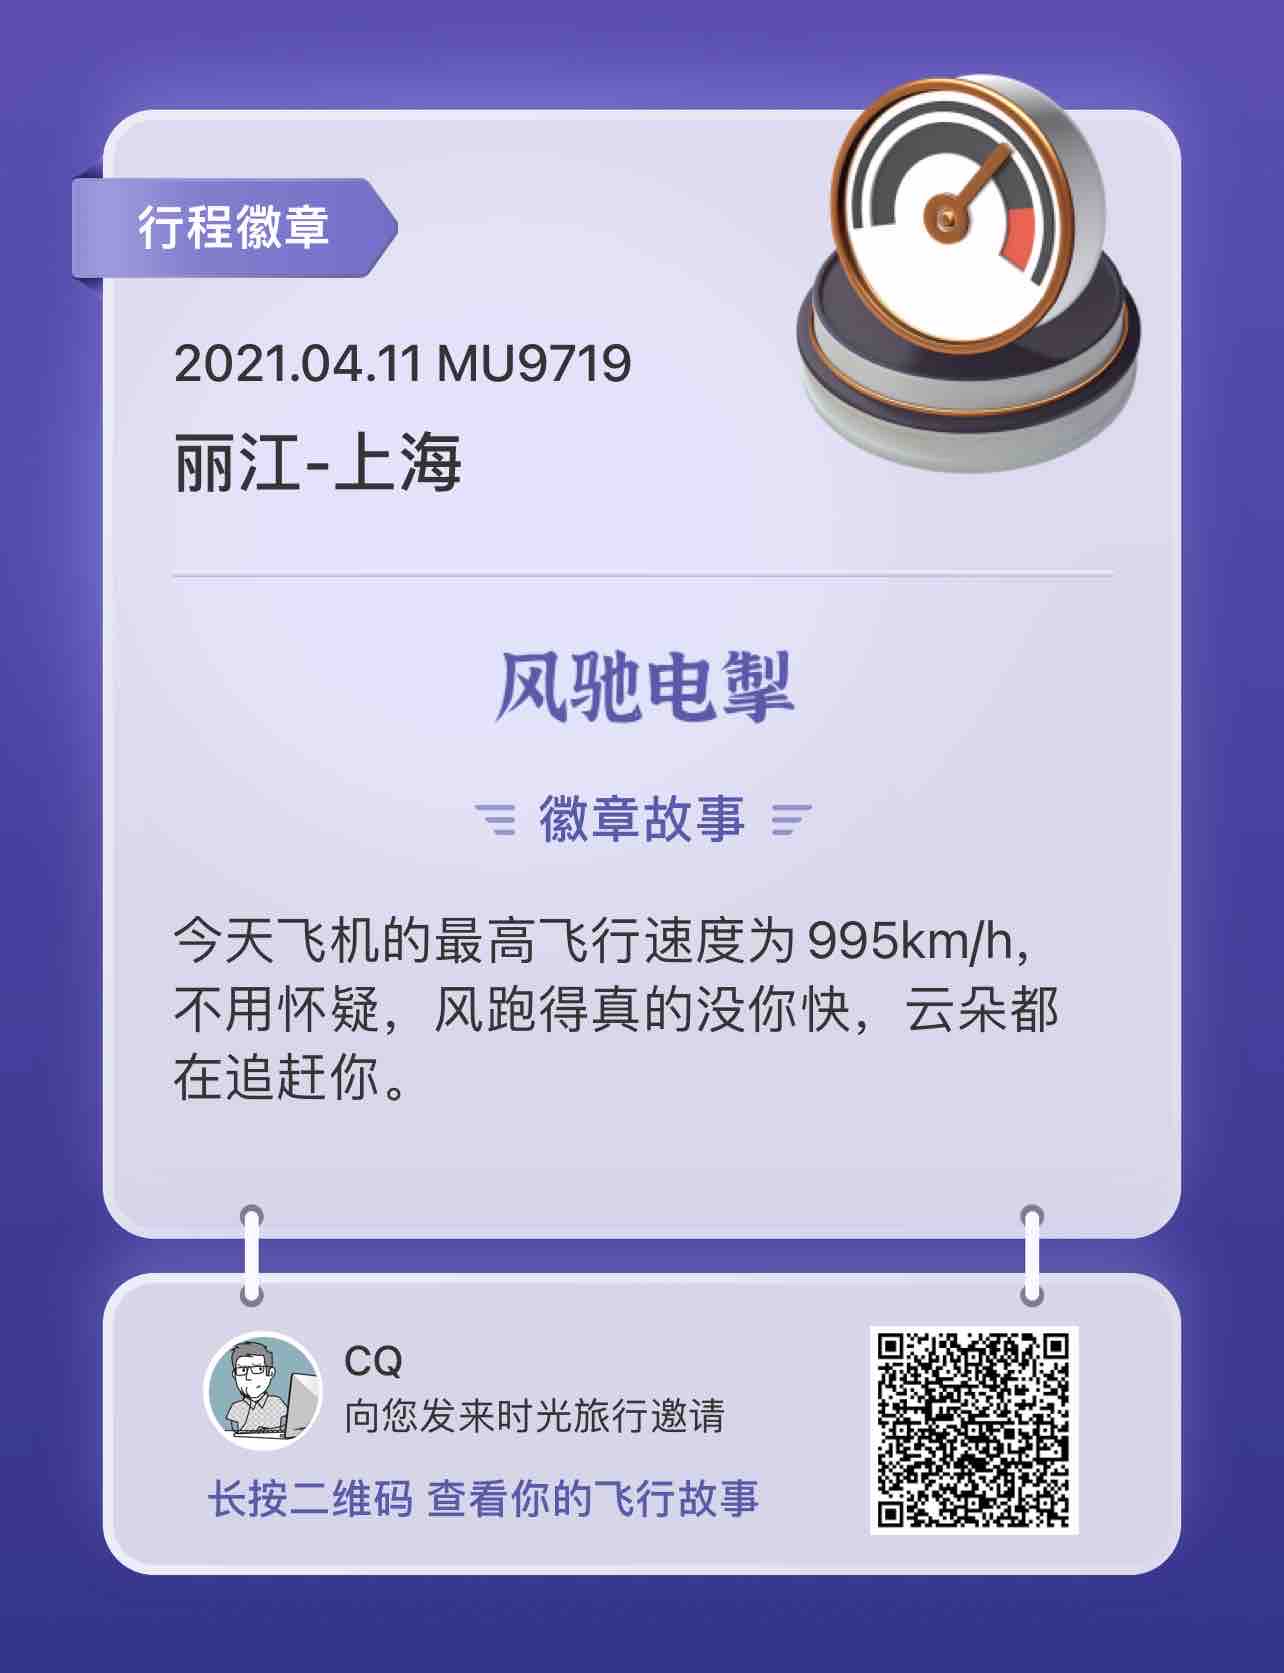 行程徽章
2021.04.11 MU9719
丽江-上海
风驰电掣
徽章故事
今天飞机的最高飞行速度为 995km/h，
不用怀疑，风跑得真的没你快，云朵都
在追赶你。
CQ
向您发来时光旅行邀请
长按二维码 查看你的飞行故事